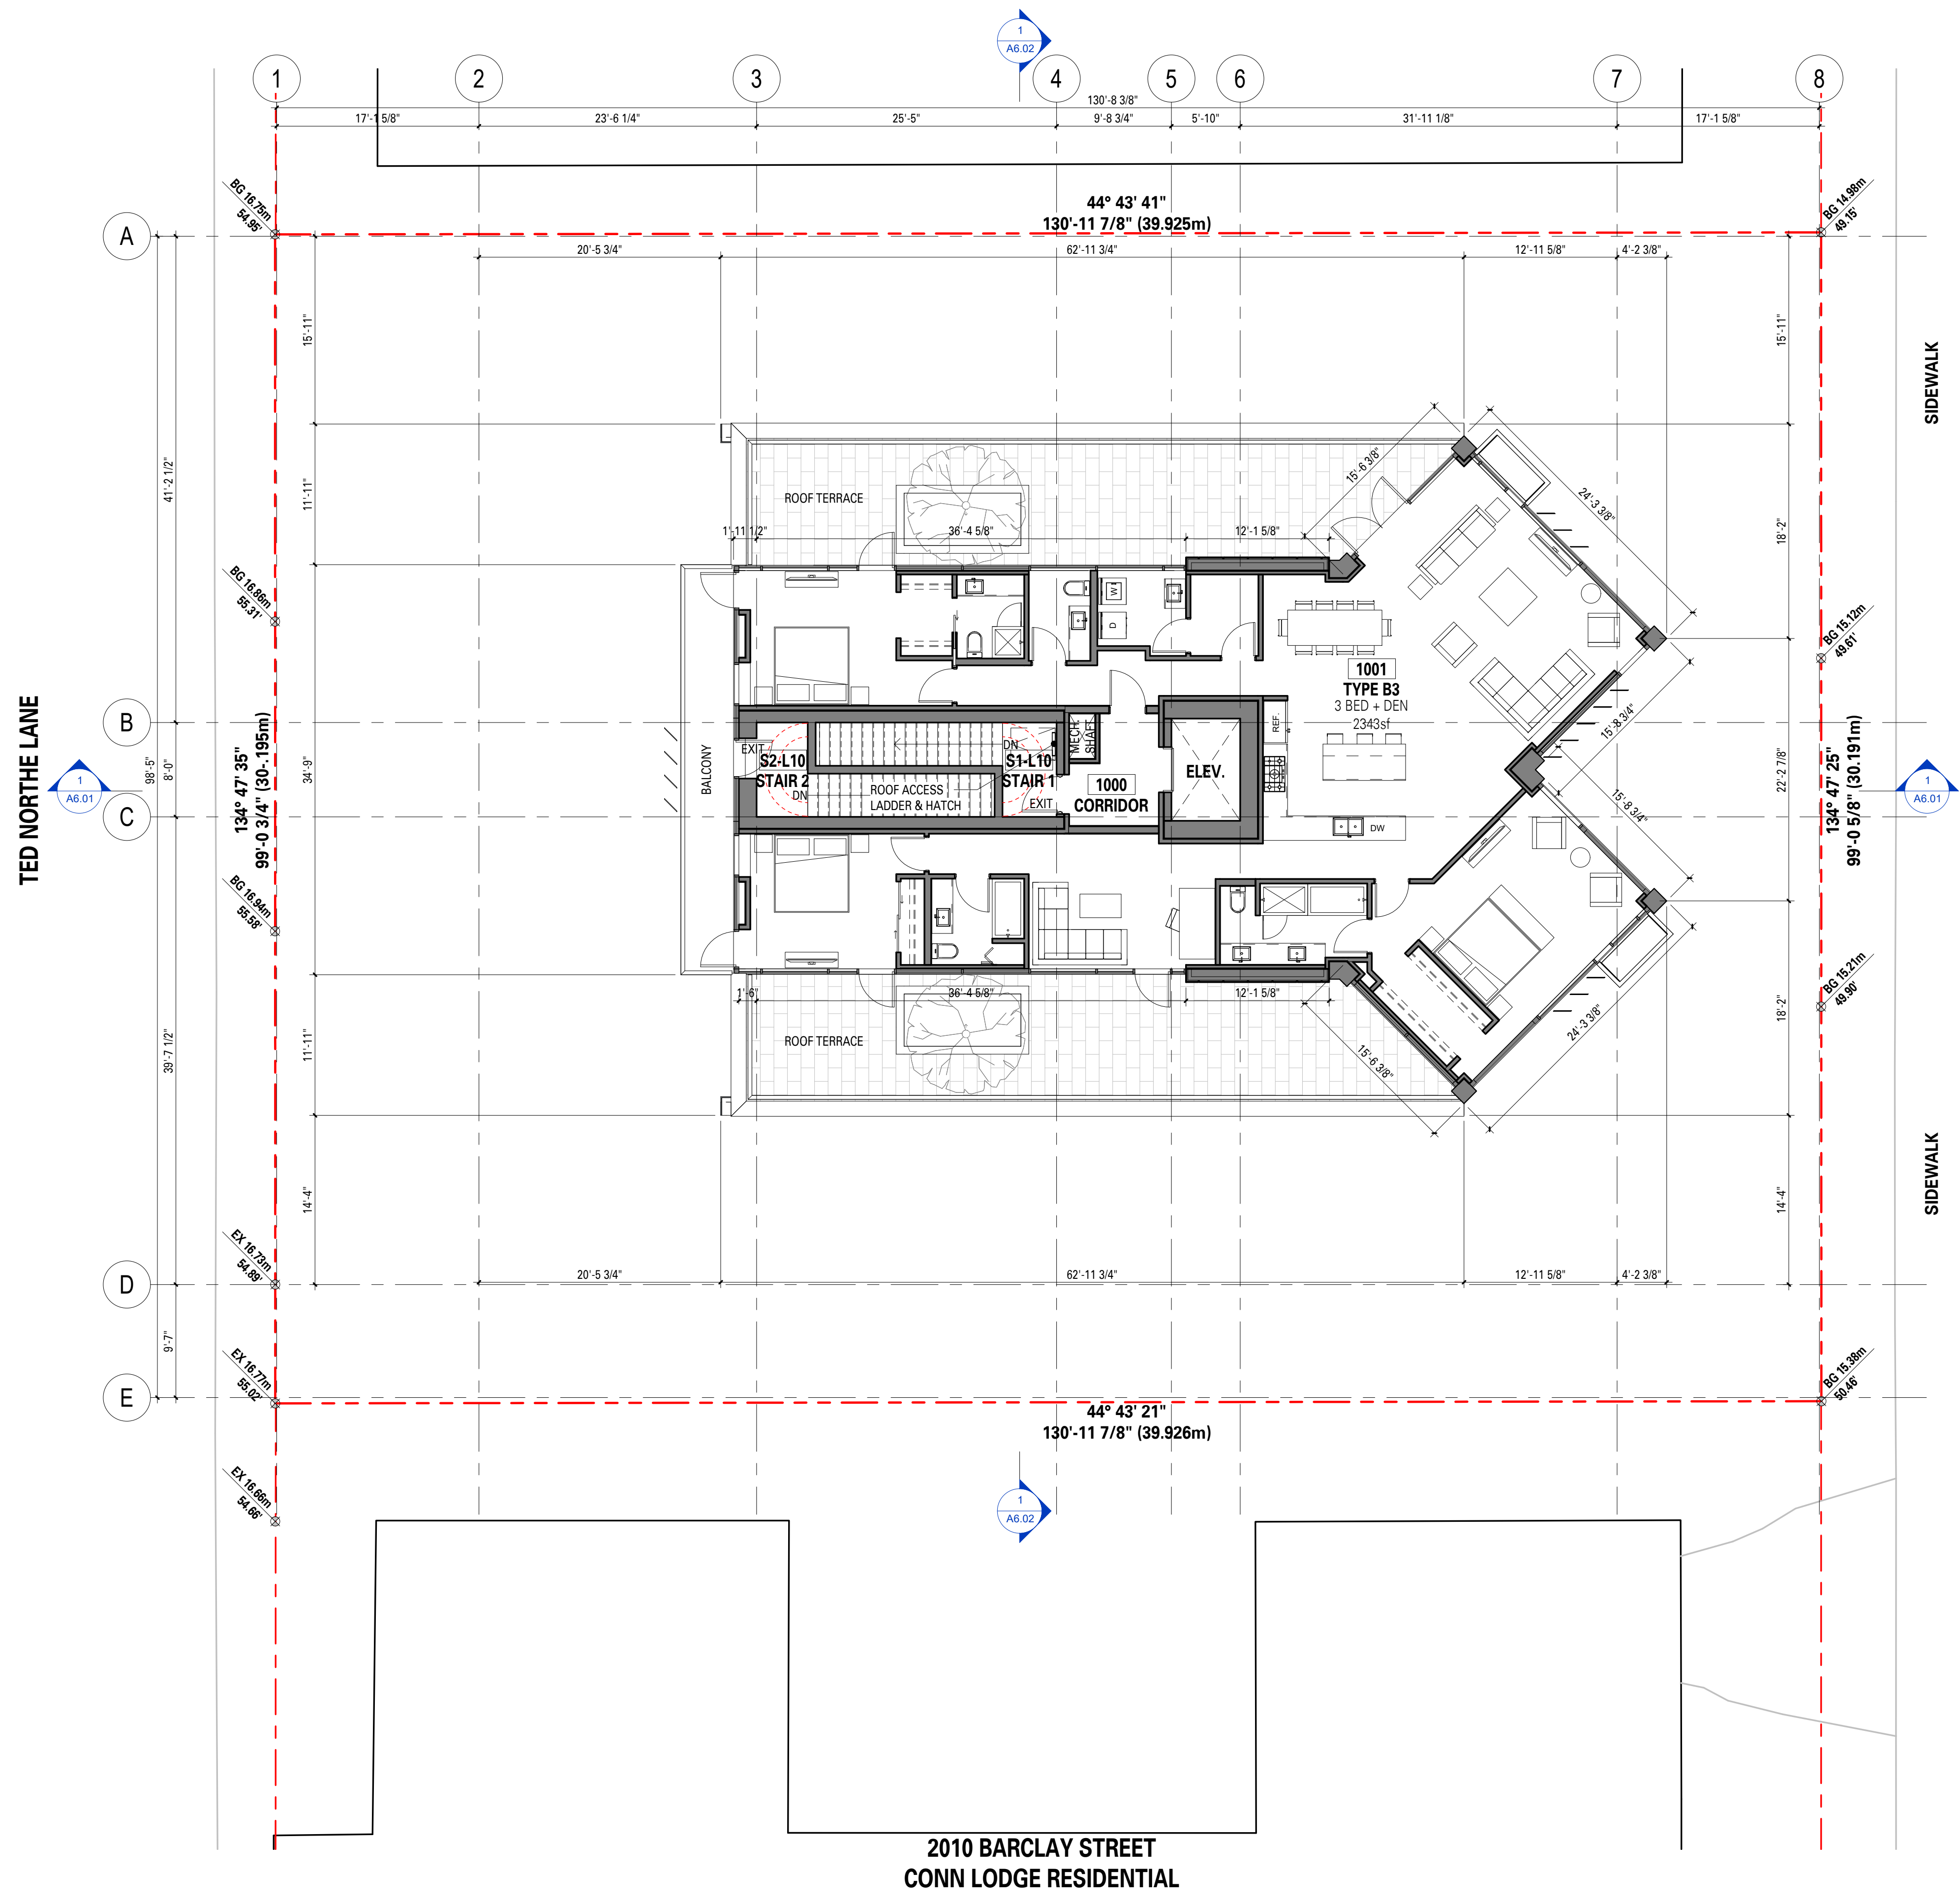 1
A6.02
1
2
3
4
5
6
7
8
130'-8 3/8"
17'-1 5/8"
23'-6 1/4"
25'-5"
9'-8 3/4"
5'-10"
31'-11 1/8"
17'-1 5/8"
BG 16.75m
54.95'
BG 14.98m
49.15'
44° 43' 41"
130'-11 7/8" (39.925m)
A
20'-5 3/4"
62'-11 3/4"
12'-11 5/8"
4'-2 3/8"
15'-11"
15'-11"
SIDEWALK
41'-2 1/2"
11'-11"
15'-6 3/8"
24'-3 3/8"
18'-2"
ROOF TERRACE
1'-11 1/2"
36'-4 5/8"
12'-1 5/8"
BG 16.86m
55.31'
W
D
BG 15.12m
49.61'
1001
TYPE B3
3 BED + DEN
2343sf
REF.
15'-8 3/4"
B
TED NORTHE LANE
134° 47' 35"
99'-0 3/4" (30.195m)
98'-5"
8'-0"
34'-9"
BALCONY
EXIT
S2-L10
STAIR 2
DN
DN
S1-L10
STAIR 1
ROOF ACCESS
LADDER & HATCH
EXIT
MECH.
SHAFT
1000
CORRIDOR
ELEV.
DW
15'-8 3/4"
22'-2 7/8"
134° 47' 25"
99'-0 5/8" (30.191m)
1
A6.01
1
A6.01
C
BG 16.94m
55.58'
BG 15.21m
49.90'
1'-6"
36'-4 5/8"
12'-1 5/8"
ROOF TERRACE
15'-6 3/8"
24'-3 3/8"
18'-2"
11'-11"
39'-7 1/2"
14'-4"
14'-4"
SIDEWALK
EX 16.73m
54.89'
D
20'-5 3/4"
62'-11 3/4"
12'-11 5/8"
4'-2 3/8"
9'-7"
EX 16.77m
55.02'
BG 15.38m
50.46'
E
44° 43' 21"
130'-11 7/8" (39.926m)
EX 16.66m
54.66'
1
A6.02
2010 BARCLAY STREET
CONN LODGE RESIDENTIAL